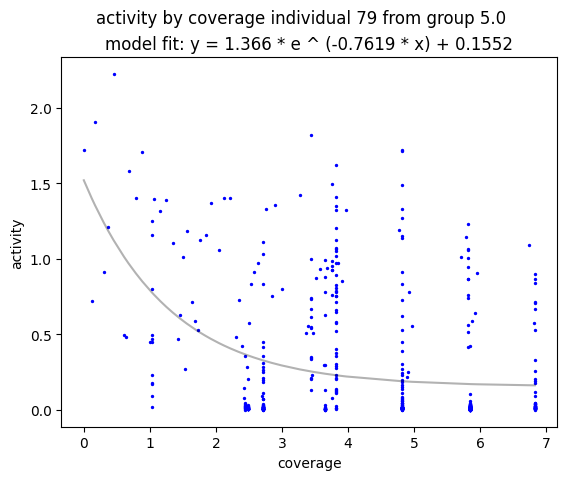 activity by coverage individual 79 from group 5.0
model fit: y = 1.366 * e ^ (-0.7619 * x) + 0.1552
2.0
1.5
1.0
0.5
0.0
activity
0 1 2 3 4 5 6 7
coverage